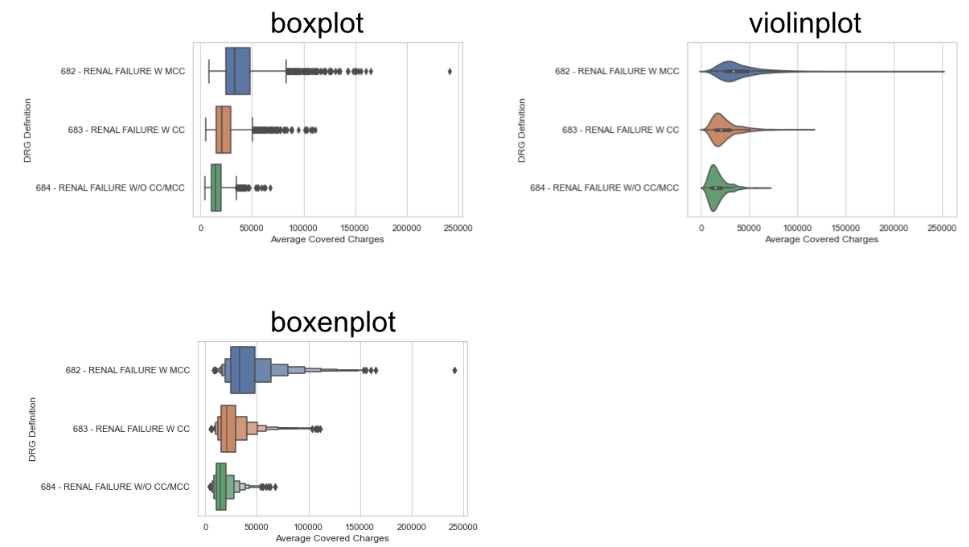 boxplot
DRG Definition
682 - RENAL FAILURE W MCC
683 - RENAL FAILURE W CC
684 - RENAL FAILURE W/O CC/MCC
0 50000 100000 150000 200000 250000
Average Covered Charges
violinplot
DRG Definition
682 - RENAL FAILURE W MCC
683 - RENAL FAILURE W CC
684 - RENAL FAILURE W/O CC/MCC
0 50000 100000 150000 200000 250000
Average Covered Charges
boxenplot
DRG Definition
682 - RENAL FAILURE W MCC
683 - RENAL FAILURE W CC
684 - RENAL FAILURE W/O CC/MCC
0 50000 100000 150000 200000 250000
Average Covered Charges